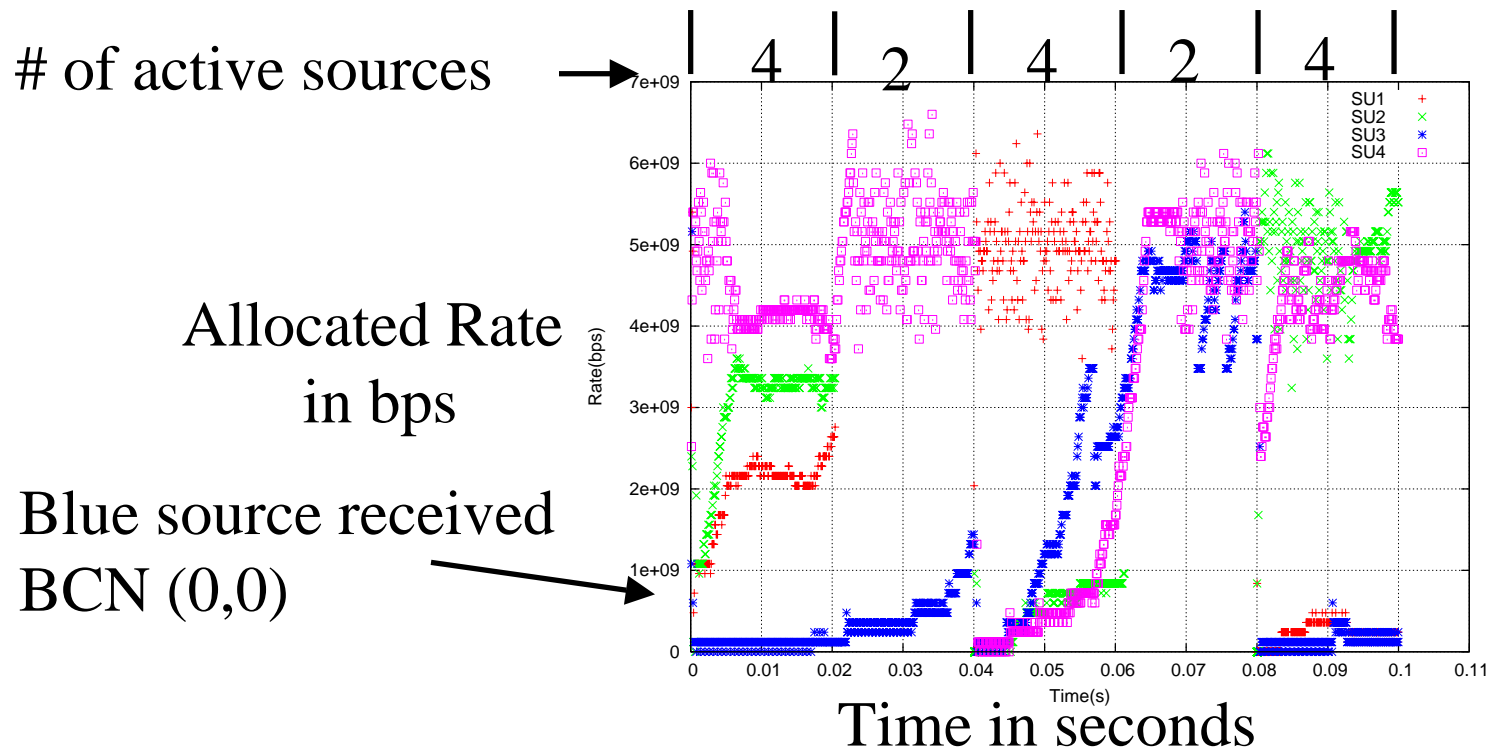 # of active sources
4 2 4 2 4
7e+09
6e+09
5e+09
4e+09
3e+09
2e+09
1e+09
0
SU1
SU2
SU3
SU4
Allocated Rate
in bps
Rate(bps)
Blue source received
BCN (0,0)
0 0.01 0.02 0.03 0.04 0.05 0.06 0.07 0.08 0.09 0.1 0.11
Time(s)
Time in seconds